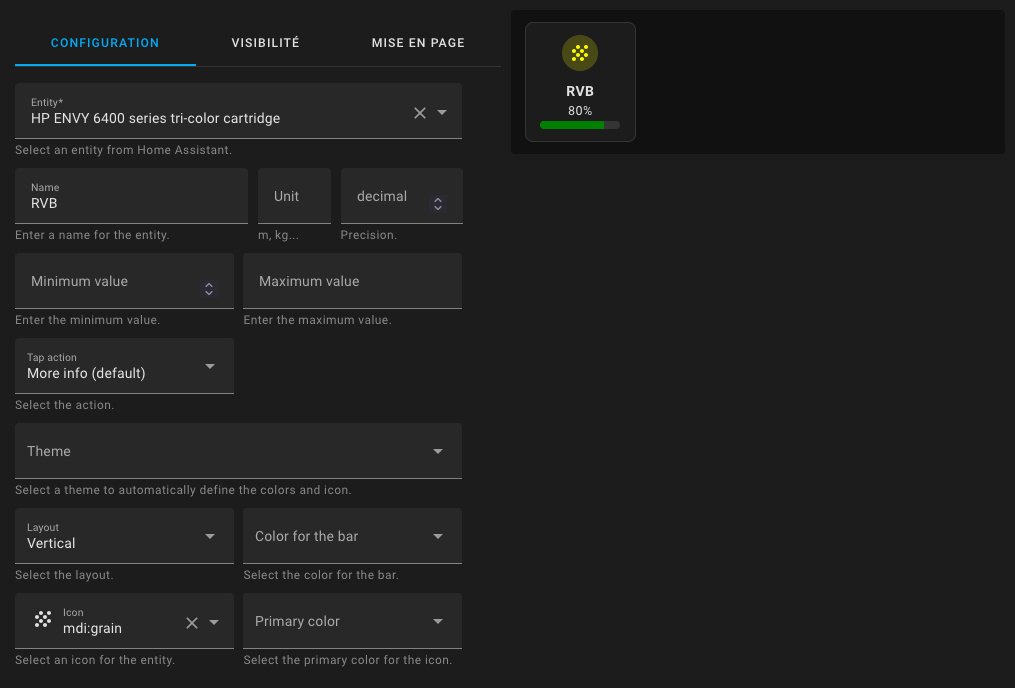 CONFIGURATION
VISIBILITÉ
MISE EN PAGE
Entity*
HP ENVY 6400 series tri-color cartridge
Select an entity from Home Assistant.
Name
RVB
Unit
decimal
Enter a name for the entity.
m, kg...
Precision.
Minimum value
Maximum value
Enter the minimum value.
Enter the maximum value.
Tap action
More info (default)
Select the action.
Theme
Select a theme to automatically define the colors and icon.
Layout
Vertical
Color for the bar
Select the layout.
Select the color for the bar.
Icon
mdi:grain
Primary color
Select an icon for the entity.
Select the primary color for the icon.
RVB
80%